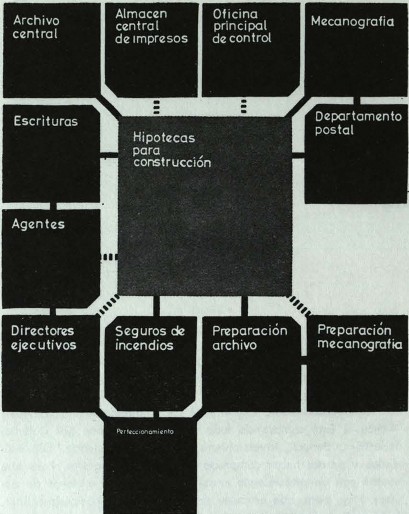 Archivo
central
Almacen
central
de impresos
Oficina
principal
de control
Mecanografia
Escrituras
Hipotecas
para
construcción
Departamento
postal
Agentes
Directores
ejecutivos
Seguros de
incendios
Preparación
archivo
Preparación
mecanografia
Perfeccionamiento